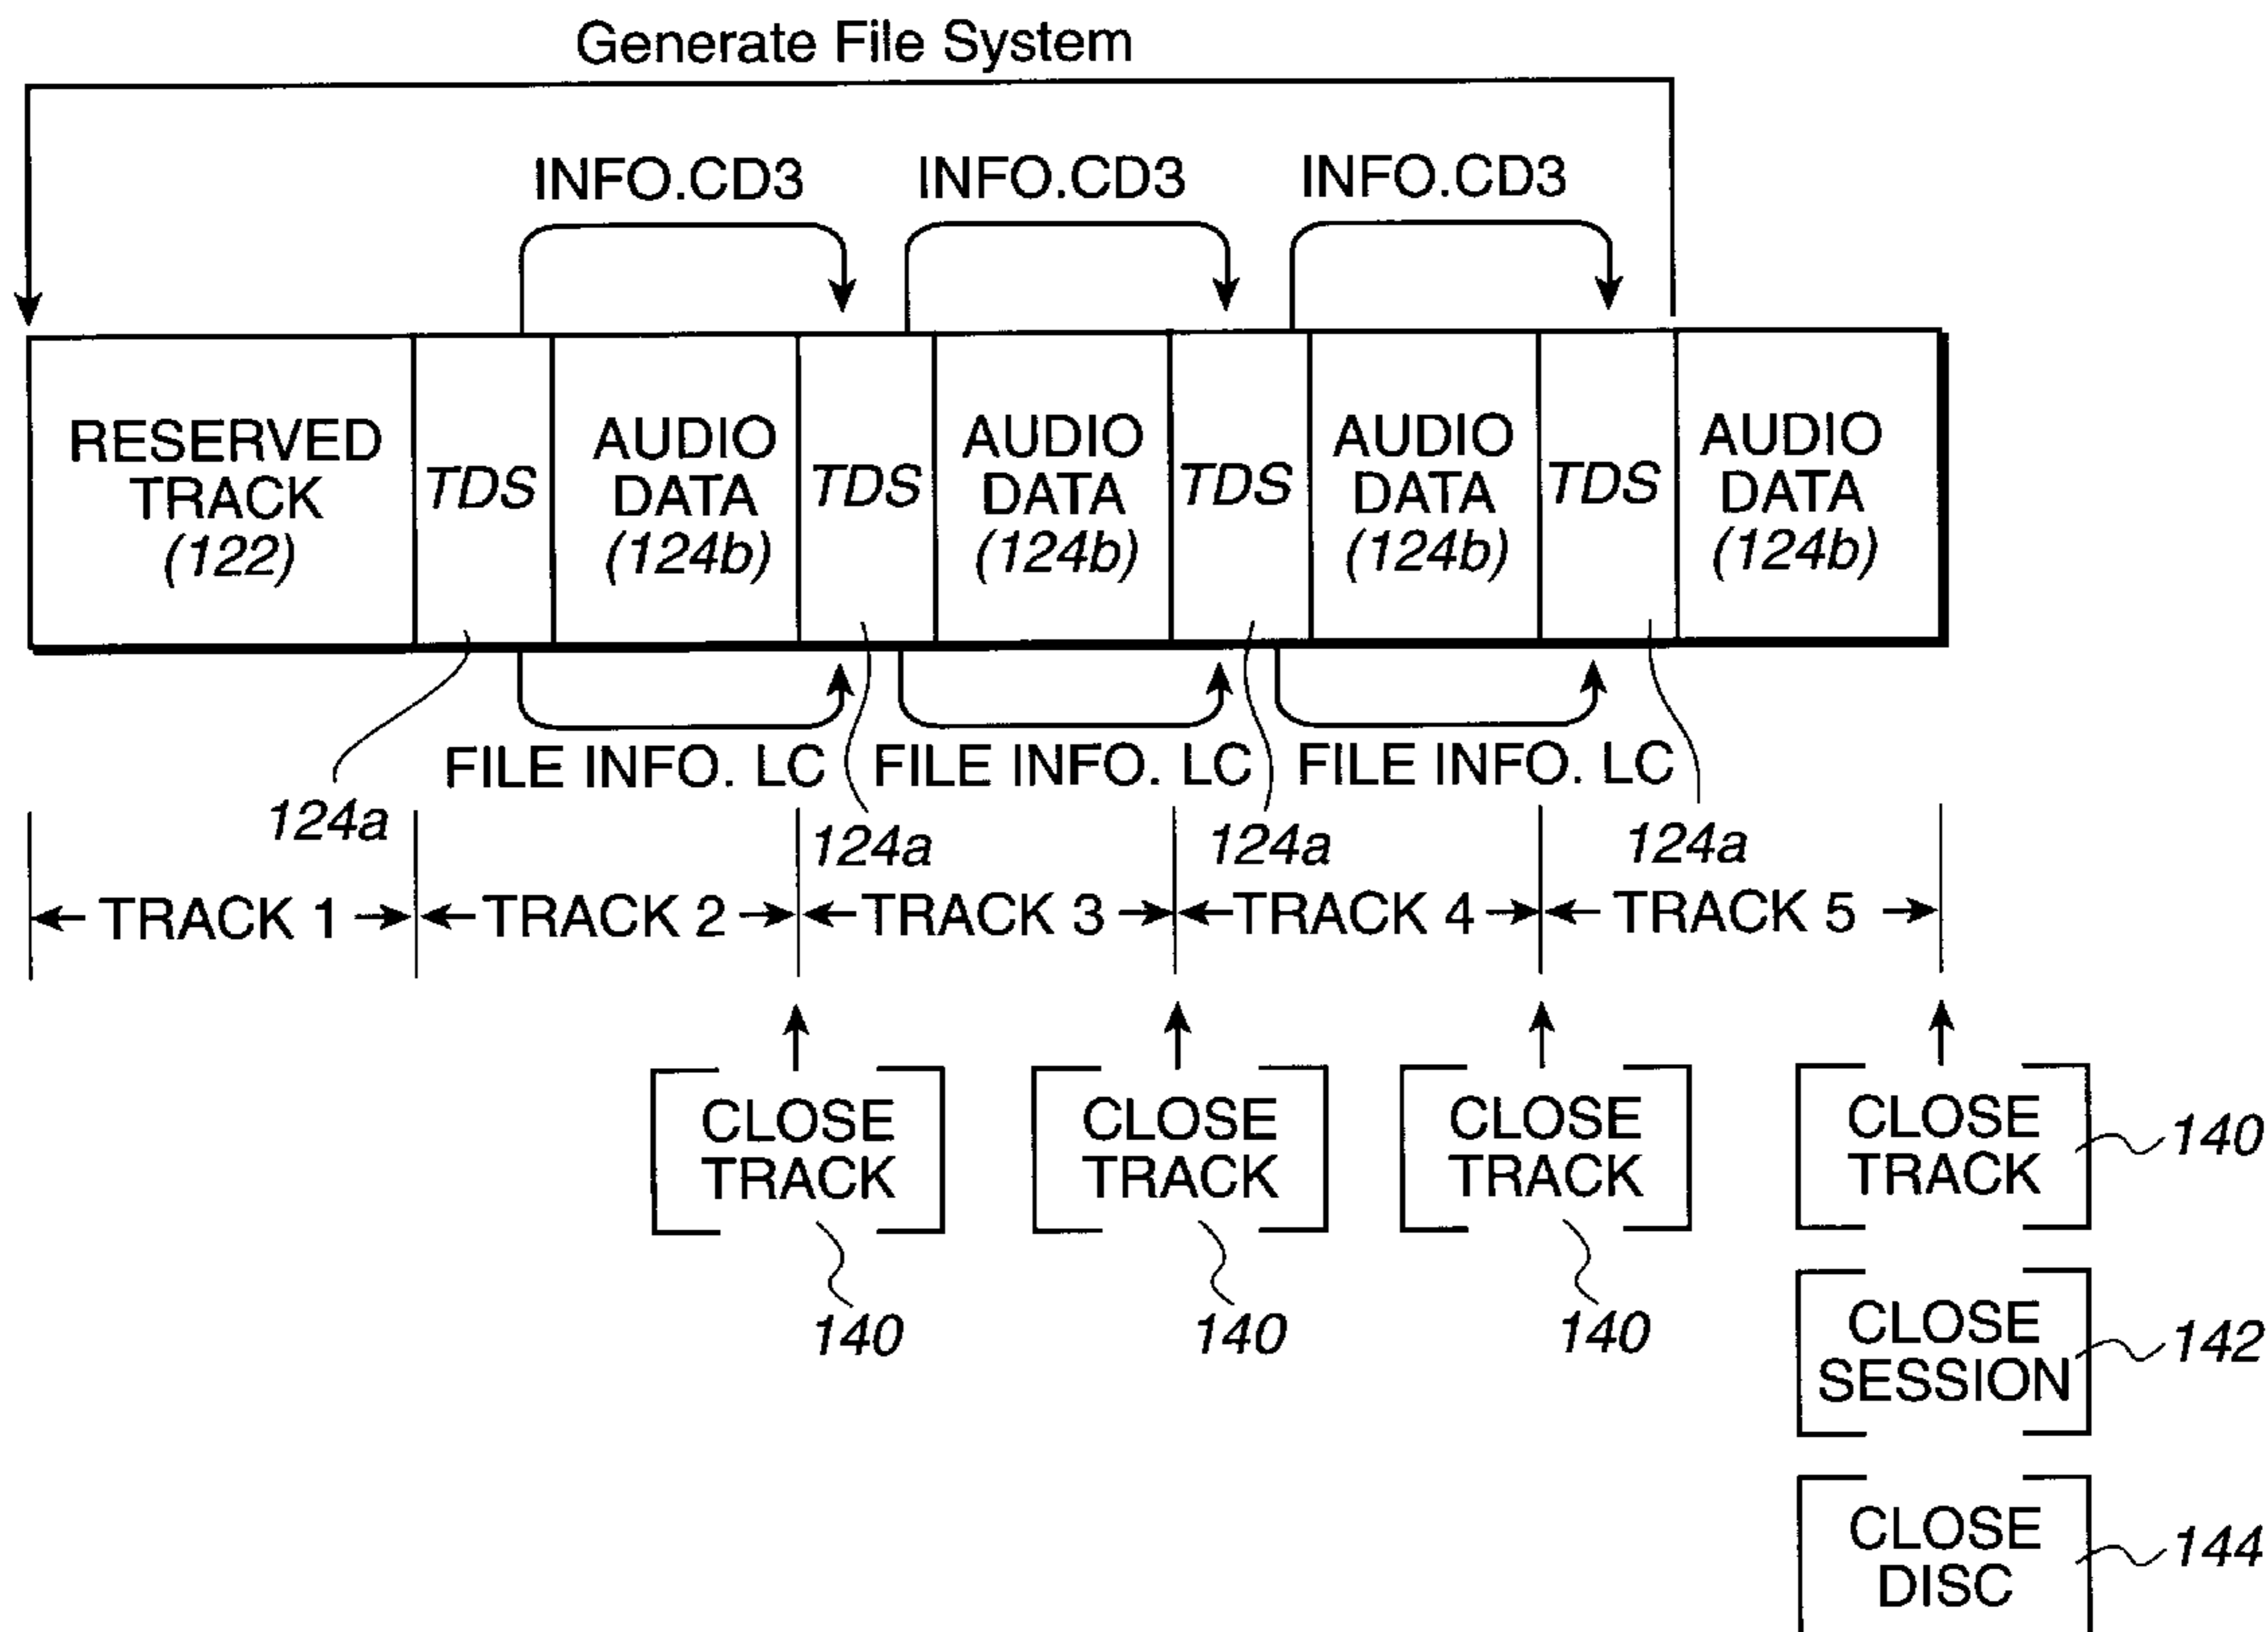 Generate File System
INFO.CD3 INFO.CD3 INFO.CD3
RESERVED
TRACK
(122)
TDS
AUDIO
DATA
(124b)
TDS
AUDIO
DATA
(124b)
TDS
AUDIO
DATA
(124b)
TDS
AUDIO
DATA
(124b)
FILE INFO. LC FILE INFO. LC FILE INFO. LC
124a 124a 124a 124a
TRACK 1 TRACK 2 TRACK 3 TRACK 4 TRACK 5
CLOSE
TRACK
140
CLOSE
TRACK
140
CLOSE
TRACK
140
CLOSE
TRACK
140
CLOSE
SESSION
142
CLOSE
DISC
144